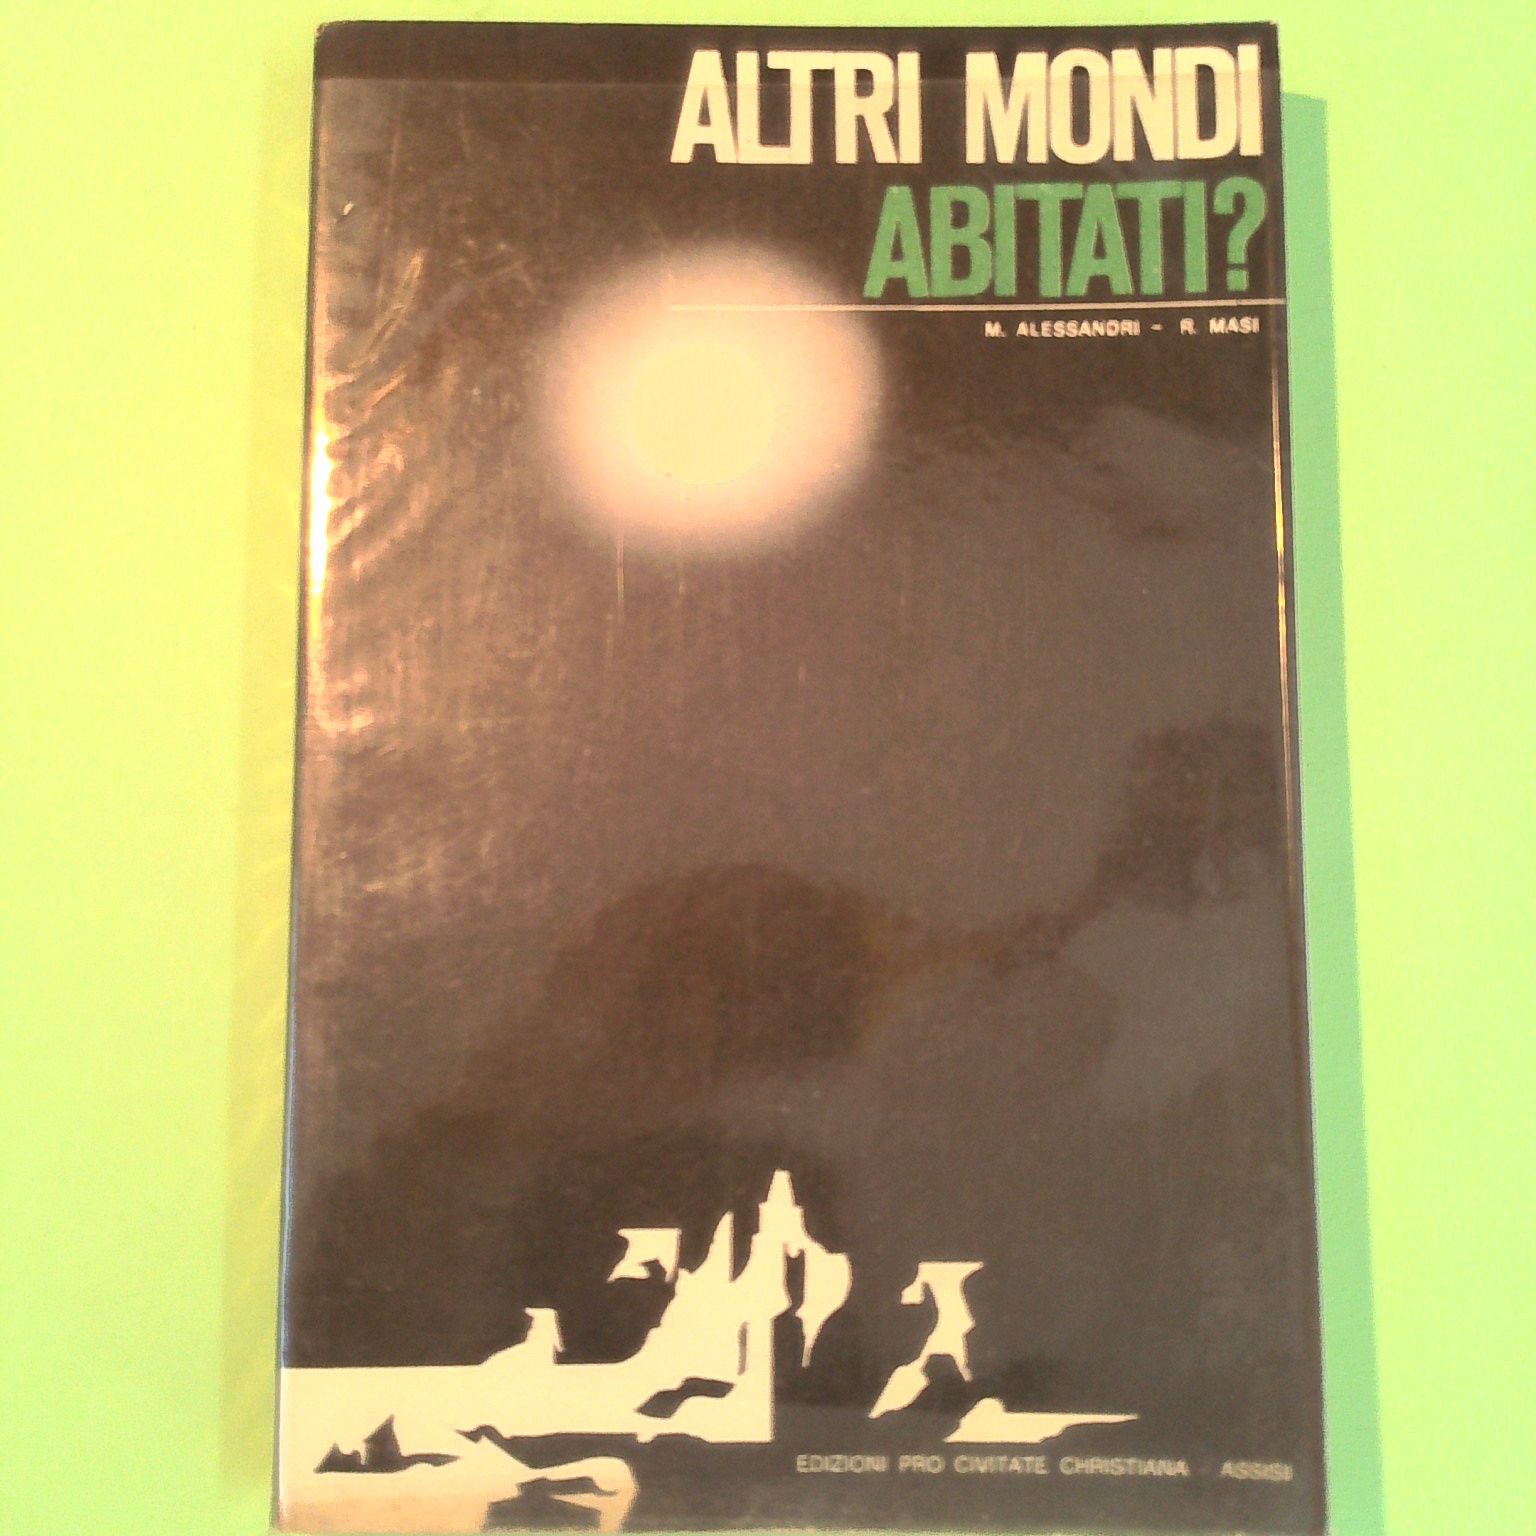 ALTRI MONDI
ABITATI?
M. ALESSANDRI - R. MASI
EDIZIONI PRO CIVITATE CHRISTIANA - ASSISI